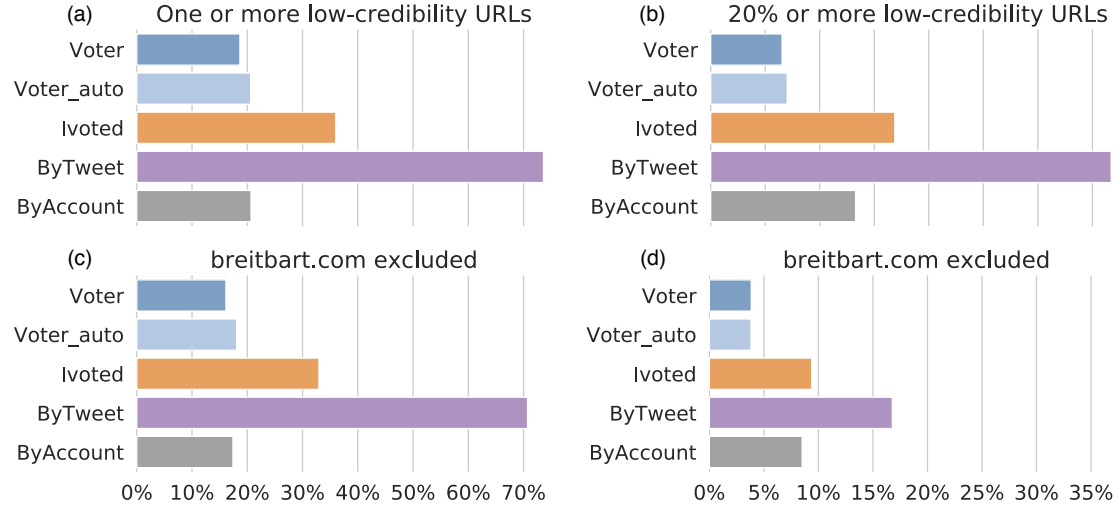 (a) One or more low-credibility URLs
Voter
Voter_auto
Ivoted
ByTweet
ByAccount
(b) 20% or more low-credibility URLs
Voter
Voter_auto
Ivoted
ByTweet
ByAccount
(c) breitbart.com excluded
Voter
Voter_auto
Ivoted
ByTweet
ByAccount
0% 10% 20% 30% 40% 50% 60% 70%
(d) breitbart.com excluded
Voter
Voter_auto
Ivoted
ByTweet
ByAccount
0% 5% 10% 15% 20% 25% 30% 35%